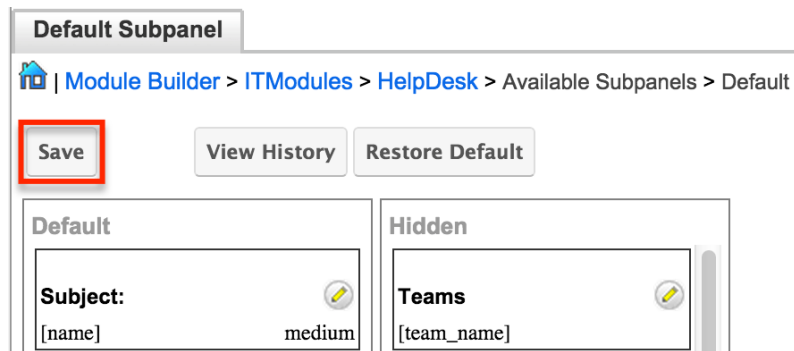 Default Subpanel
| Module Builder > ITModules > HelpDesk > Available Subpanels > Default
Save View History Restore Default
Default Hidden
Subject: Teams
[name] medium [team_name]